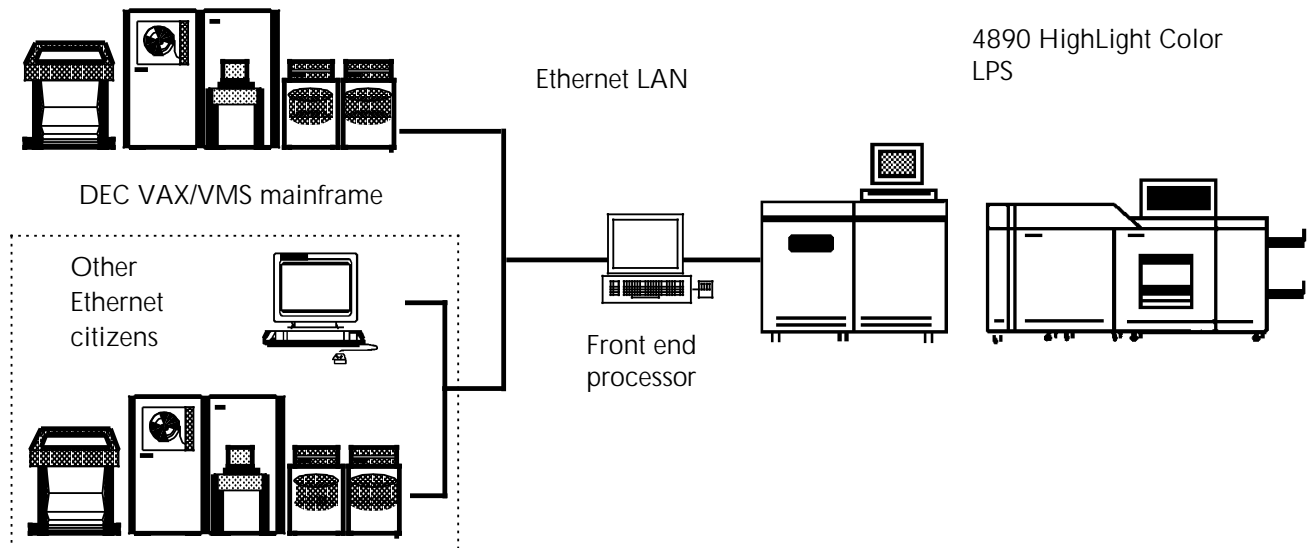 4890 HighLight Color
LPS
Ethernet LAN
DEC VAX/VMS mainframe
Other
Ethernet
citizens
Front end
processor